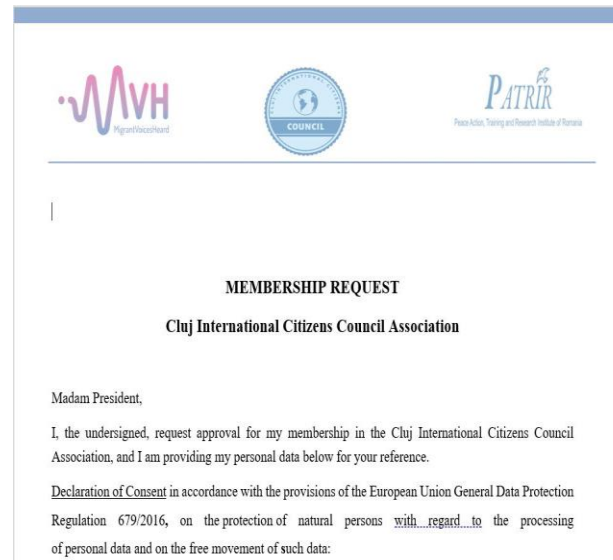 MVH
MigrantVoicesHeard
CLUJ INTERNATIONAL CITIZENS
COUNCIL
PATRIR
Peace Action, Training and Research Institute of Romania
MEMBERSHIP REQUEST
Cluj International Citizens Council Association
Madam President,
I, the undersigned, request approval for my membership in the Cluj International Citizens Council
Association, and I am providing my personal data below for your reference.
Declaration of Consent in accordance with the provisions of the European Union General Data Protection
Regulation 679/2016, on the protection of natural persons with regard to the processing
of personal data and on the free movement of such data: